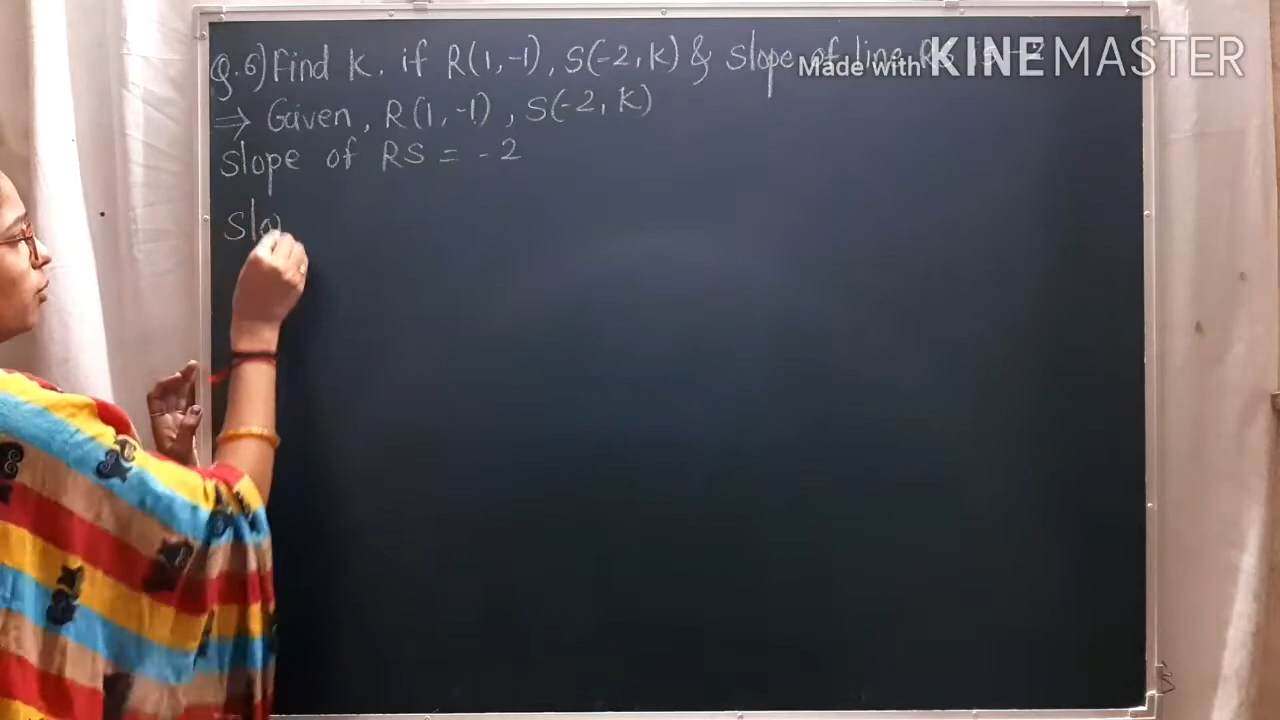 Q.6) Find k, if R(1,-1), S(-2,k) & slope of line RS is -2
Made with KINEMASTER
⇒ Given, R(1,-1), S(-2,k)
slope of RS = -2
Slo